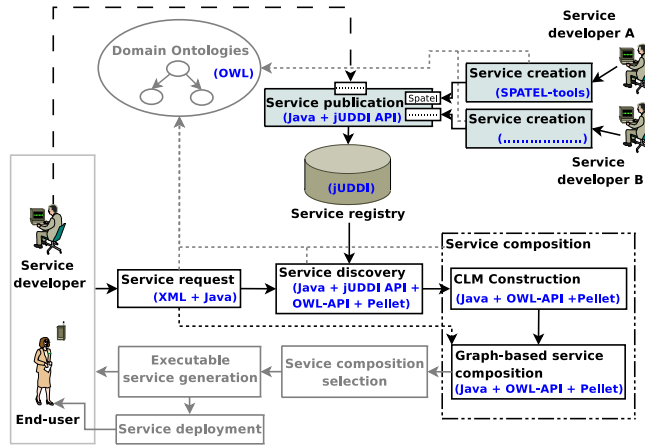 Service
developer A
Domain Ontologies
(OWL)
Service creation
(SPATEL-tools)
Spatel
Service publication
(Java + jUDDI API)
Service creation
(...................)
Service
developer B
(jUDDI)
Service registry
Service composition
Service
developer
Service request
(XML + Java)
Service discovery
(Java + jUDDI API +
OWL-API + Pellet)
CLM Construction
(Java + OWL-API +Pellet)
Graph-based service
composition
(Java + OWL-API + Pellet)
Executable
service generation
Sevice composition
selection
End-user
Service deployment